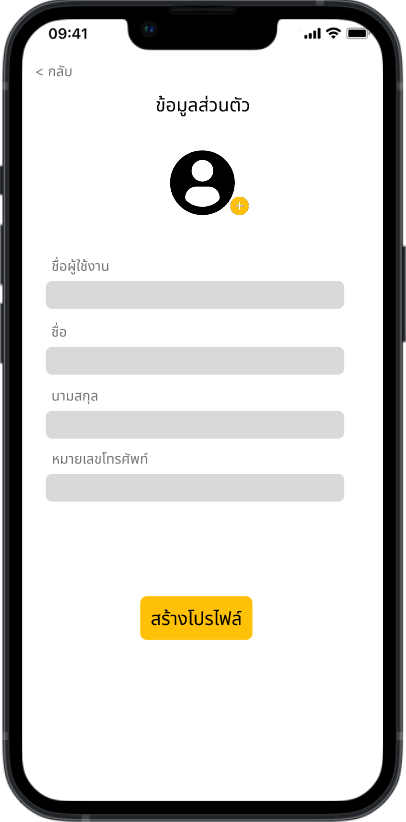 09:41
< กลับ
ข้อมูลส่วนตัว
ชื่อผู้ใช้งาน
ชื่อ
นามสกุล
หมายเลขโทรศัพท์
สร้างโปรไฟล์